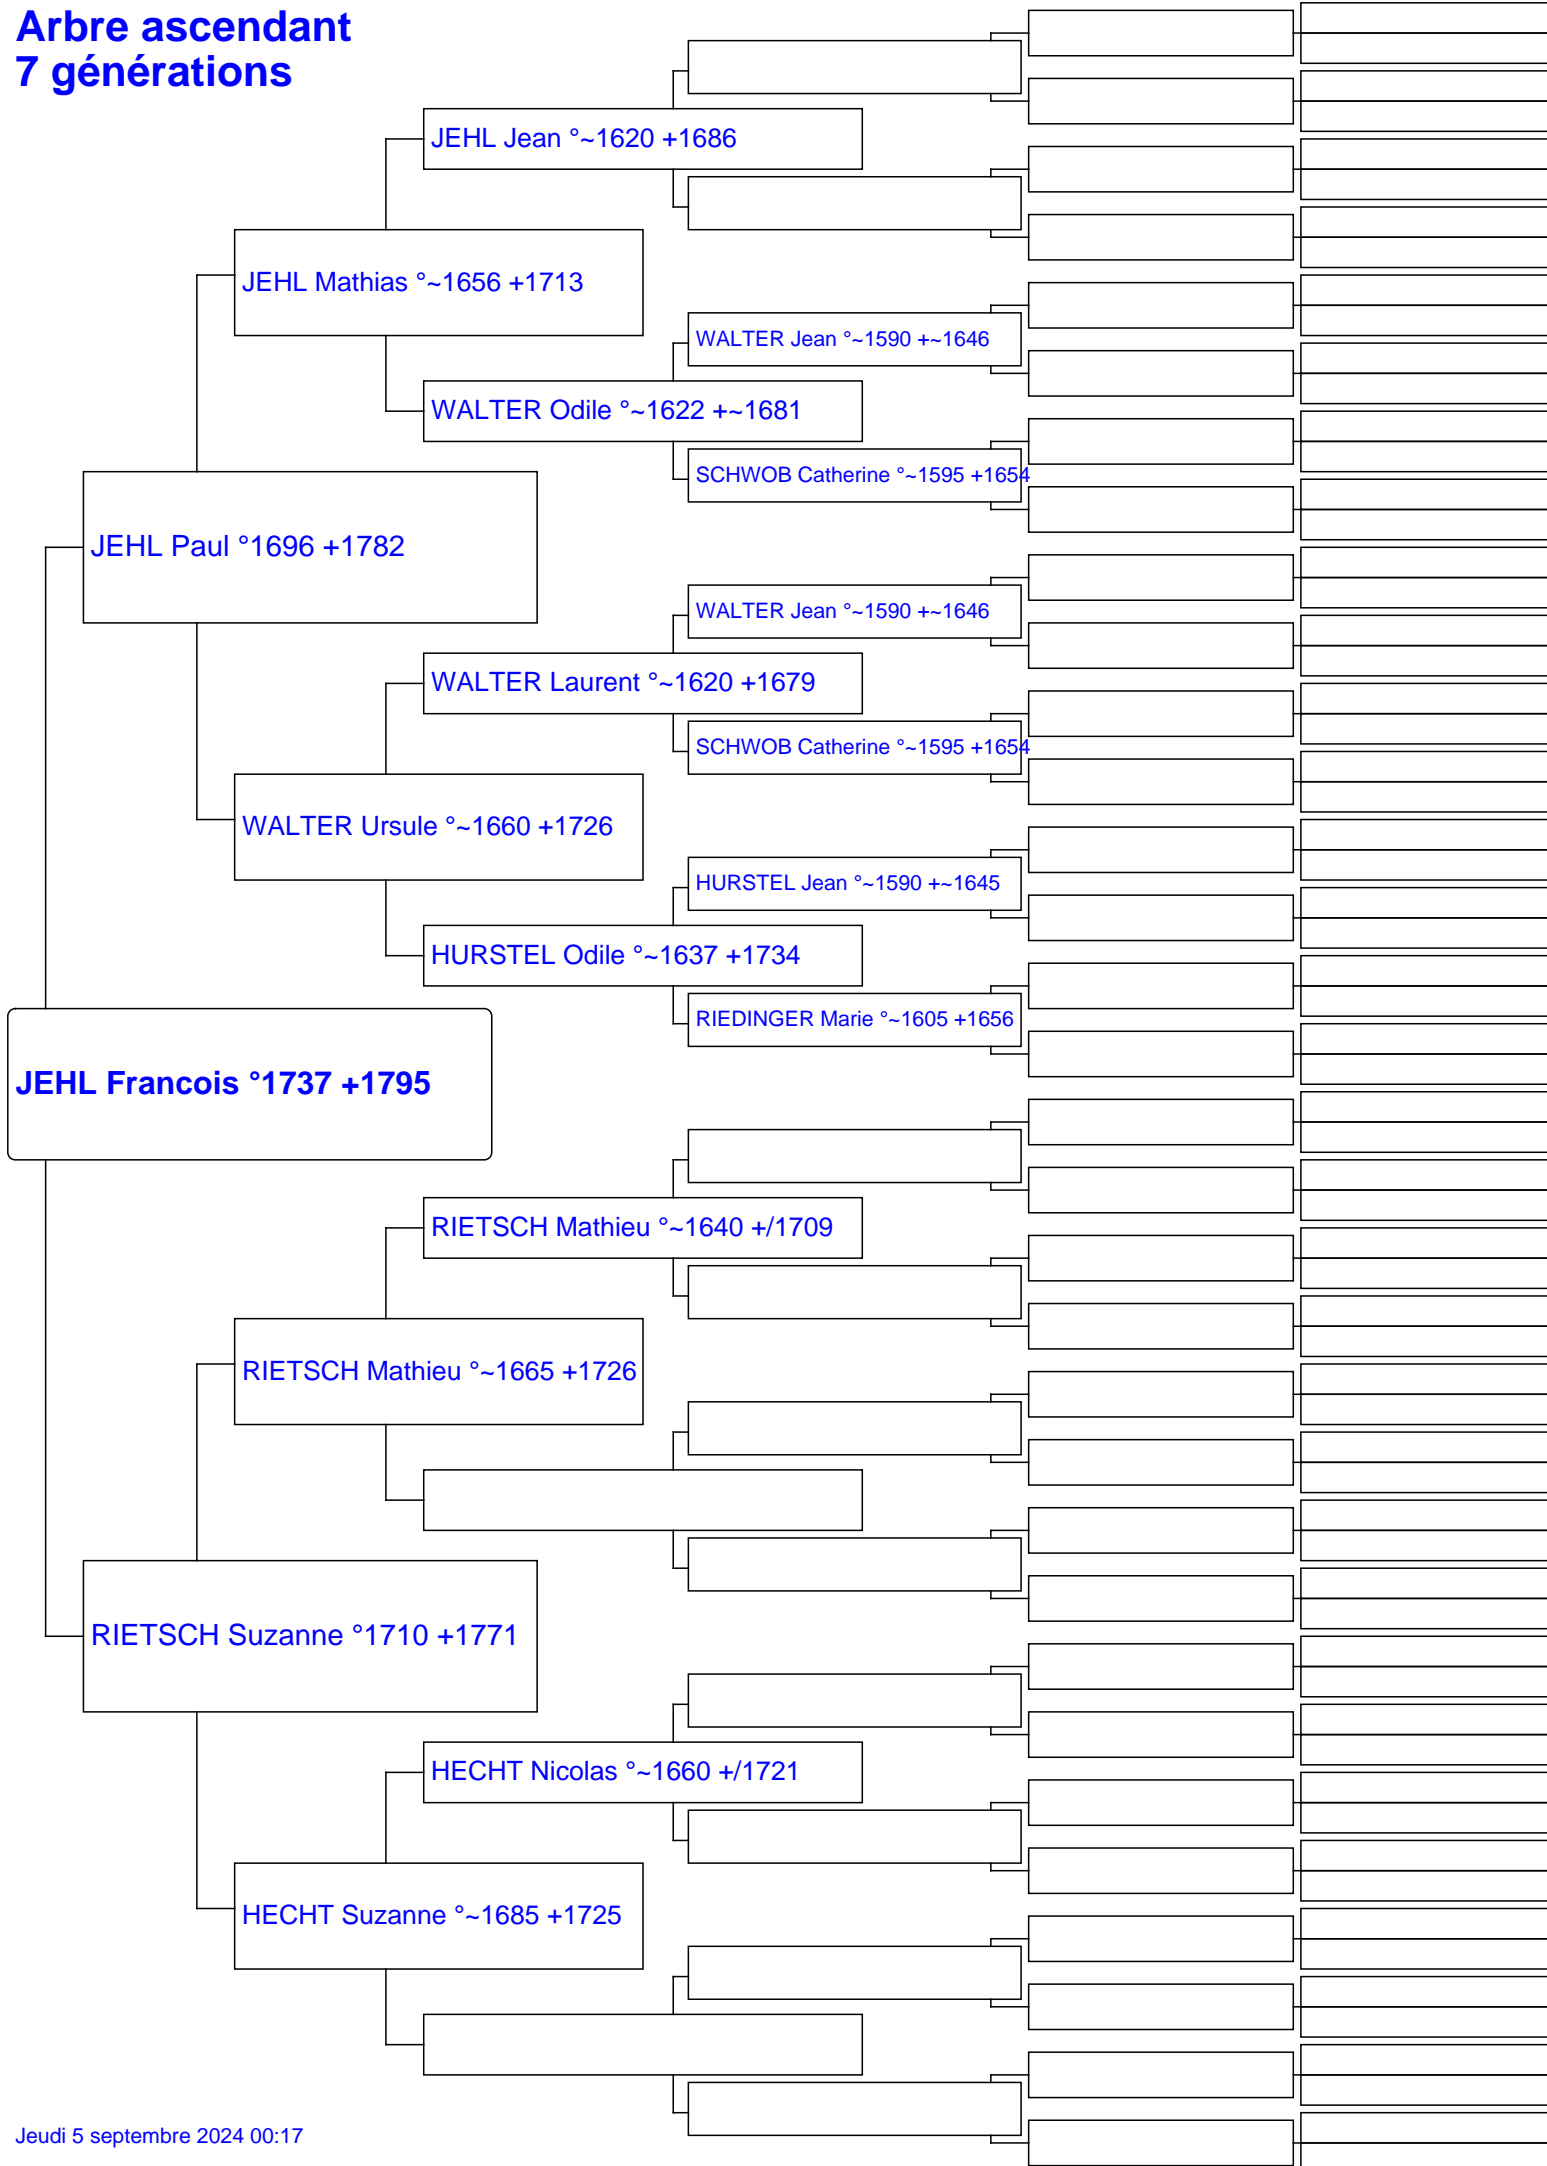 Arbre ascendant
7 générations
JEHL Jean °~1620 +1686
JEHL Mathias °~1656 +1713
WALTER Jean °~1590 +~1646
WALTER Odile °~1622 +~1681
SCHWOB Catherine °~1595 +1654
JEHL Paul °1696 +1782
WALTER Jean °~1590 +~1646
WALTER Laurent °~1620 +1679
SCHWOB Catherine °~1595 +1654
WALTER Ursule °~1660 +1726
HURSTEL Jean °~1590 +~1645
HURSTEL Odile °~1637 +1734
RIEDINGER Marie °~1605 +1656
JEHL Francois °1737 +1795
RIETSCH Mathieu °~1640 +/1709
RIETSCH Mathieu °~1665 +1726
RIETSCH Suzanne °1710 +1771
HECHT Nicolas °~1660 +/1721
HECHT Suzanne °~1685 +1725
Jeudi 5 septembre 2024 00:17